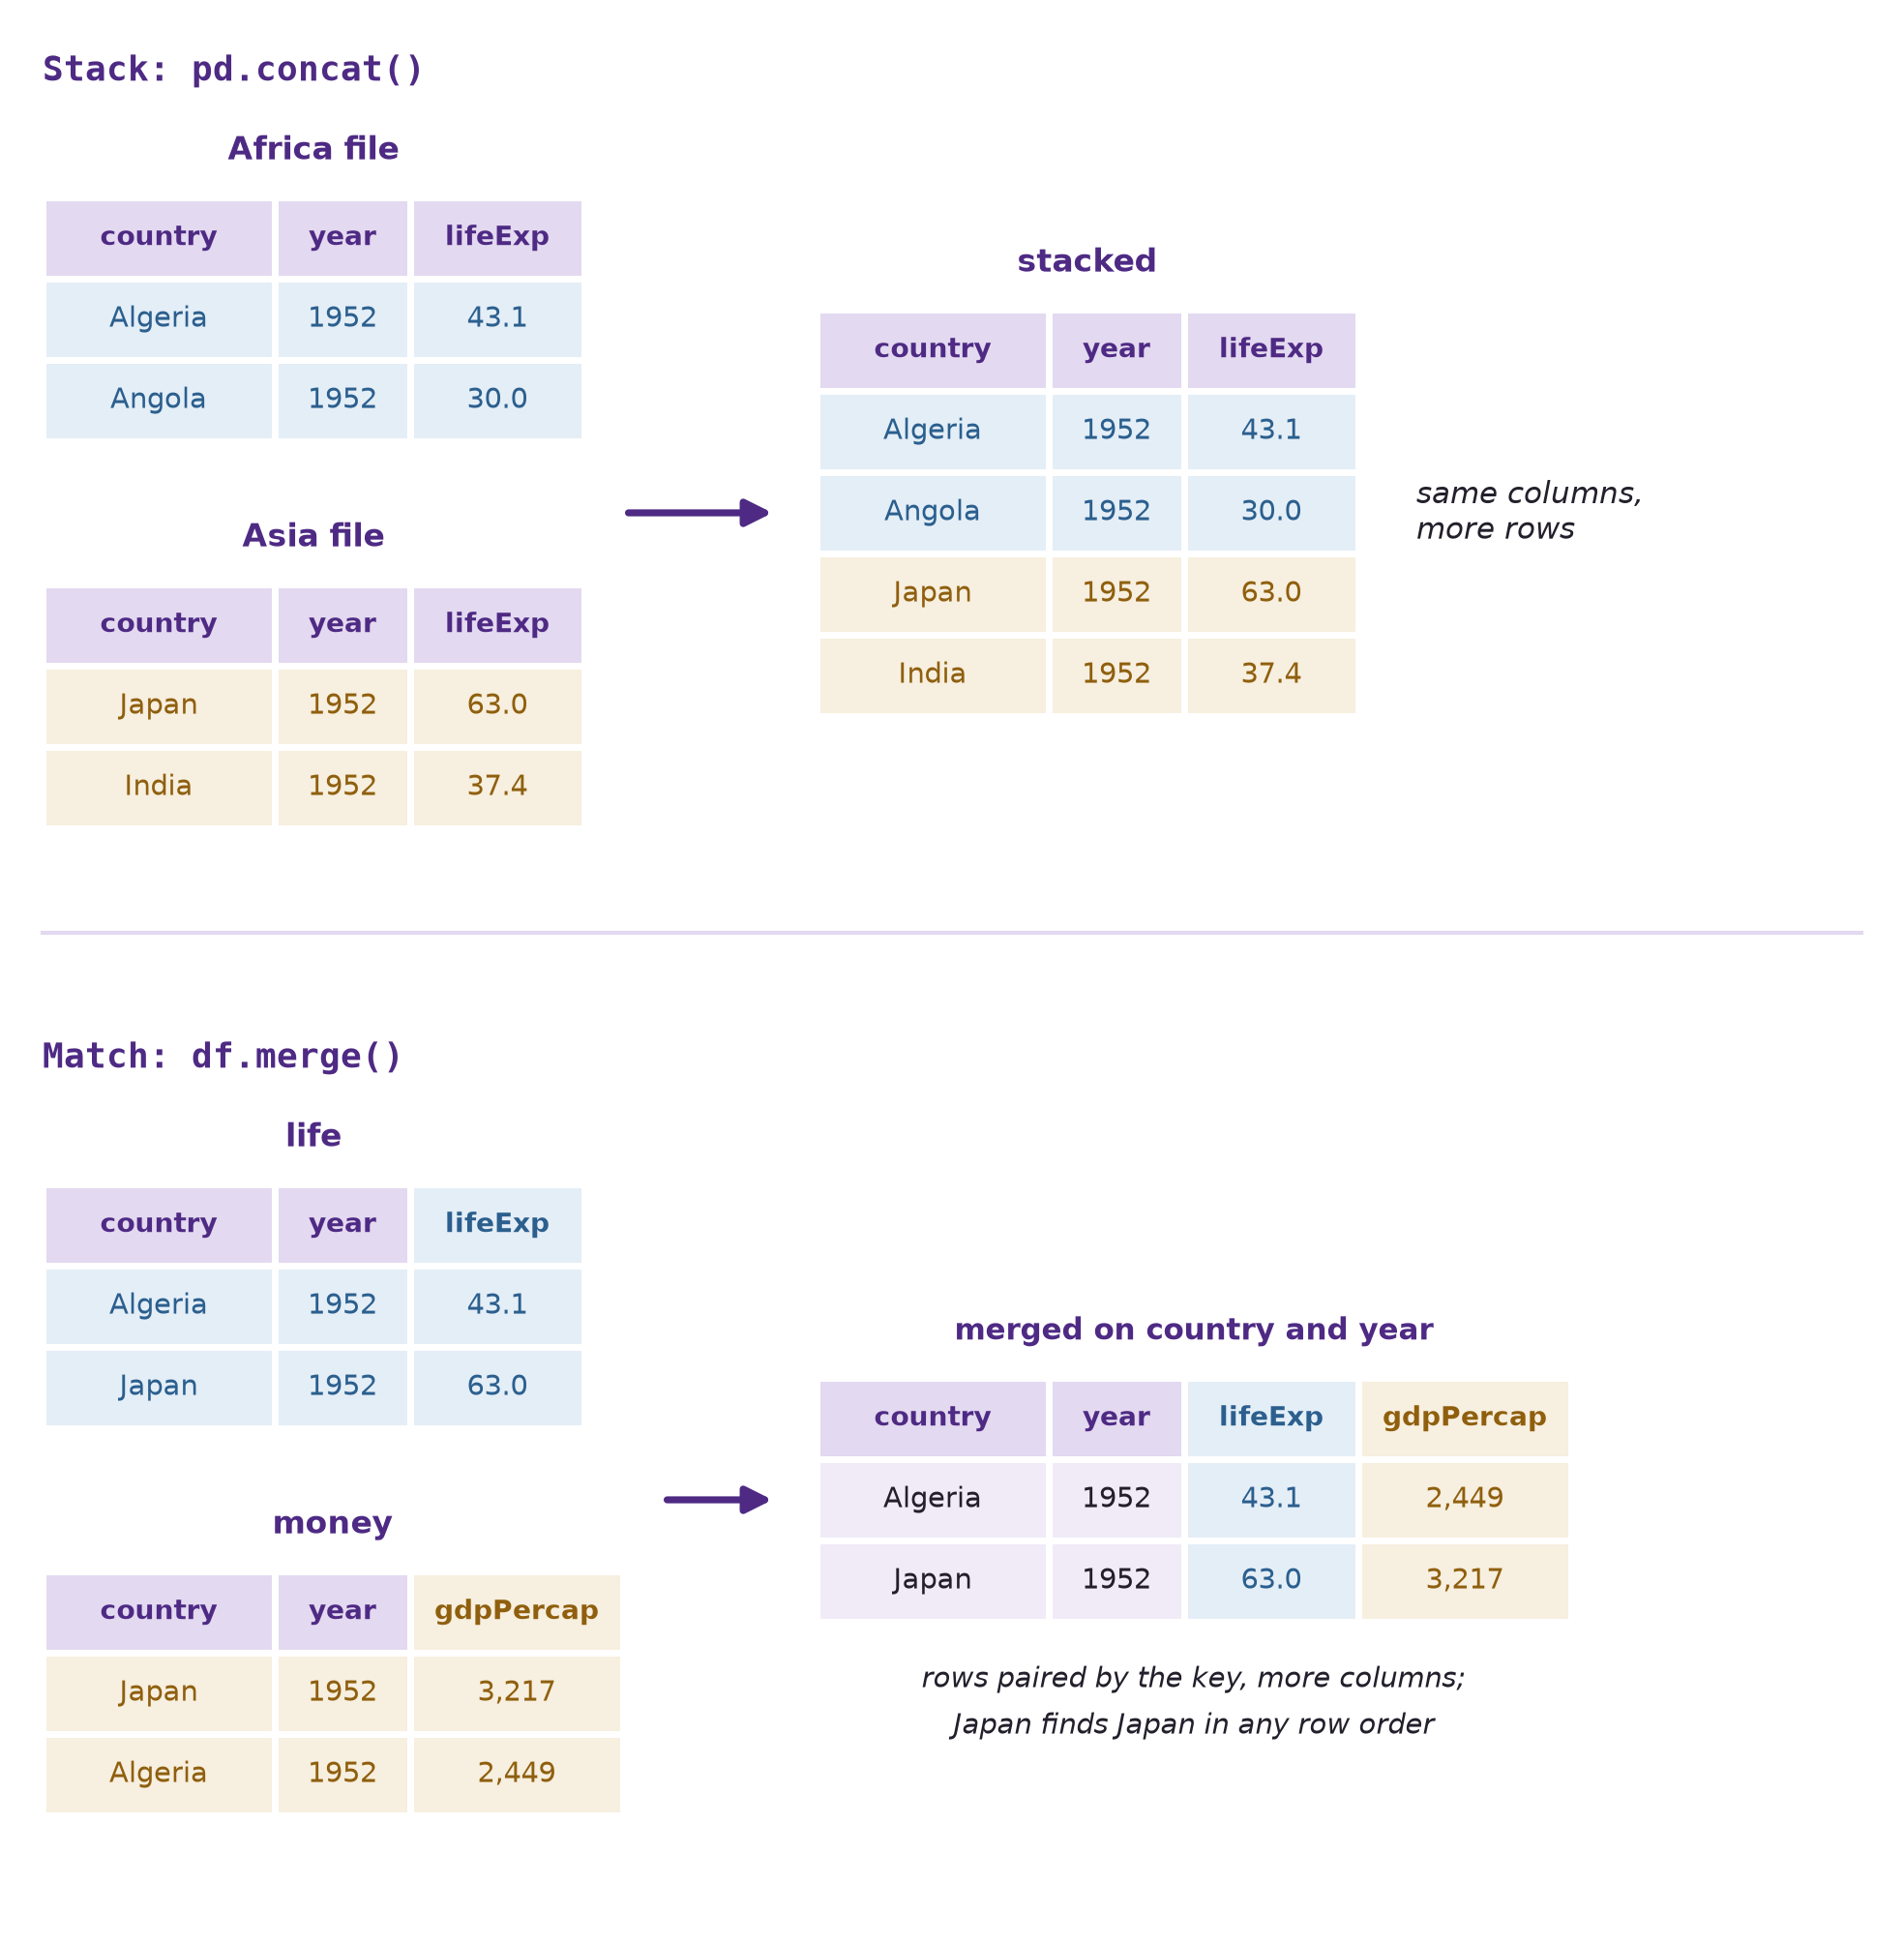 Stack: pd.concat()
Africa file
country year lifeExp
Algeria 1952 43.1
Angola 1952 30.0
Asia file
country year lifeExp
Japan 1952 63.0
India 1952 37.4
stacked
country year lifeExp
Algeria 1952 43.1
Angola 1952 30.0
Japan 1952 63.0
India 1952 37.4
same columns,
more rows
Match: df.merge()
life
country year lifeExp
Algeria 1952 43.1
Japan 1952 63.0
money
country year gdpPercap
Japan 1952 3,217
Algeria 1952 2,449
merged on country and year
country year lifeExp gdpPercap
Algeria 1952 43.1 2,449
Japan 1952 63.0 3,217
rows paired by the key, more columns;
Japan finds Japan in any row order